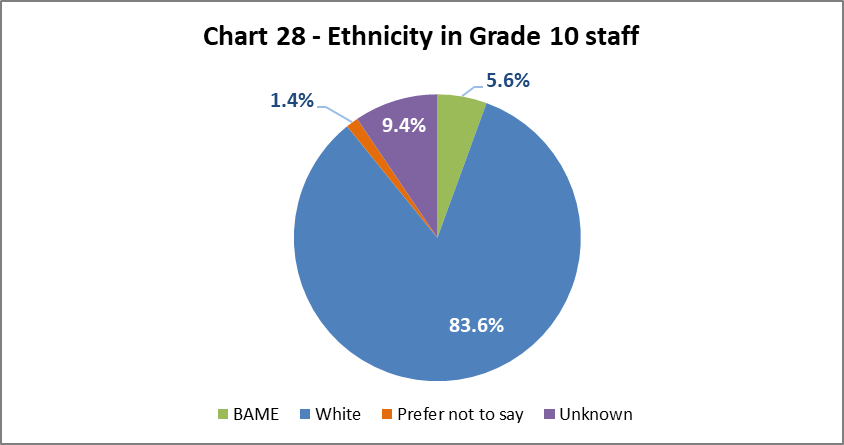 Chart 28 - Ethnicity in Grade 10 staff
5.6%
1.4%
9.4%
83.6%
BAME White Prefer not to say Unknown